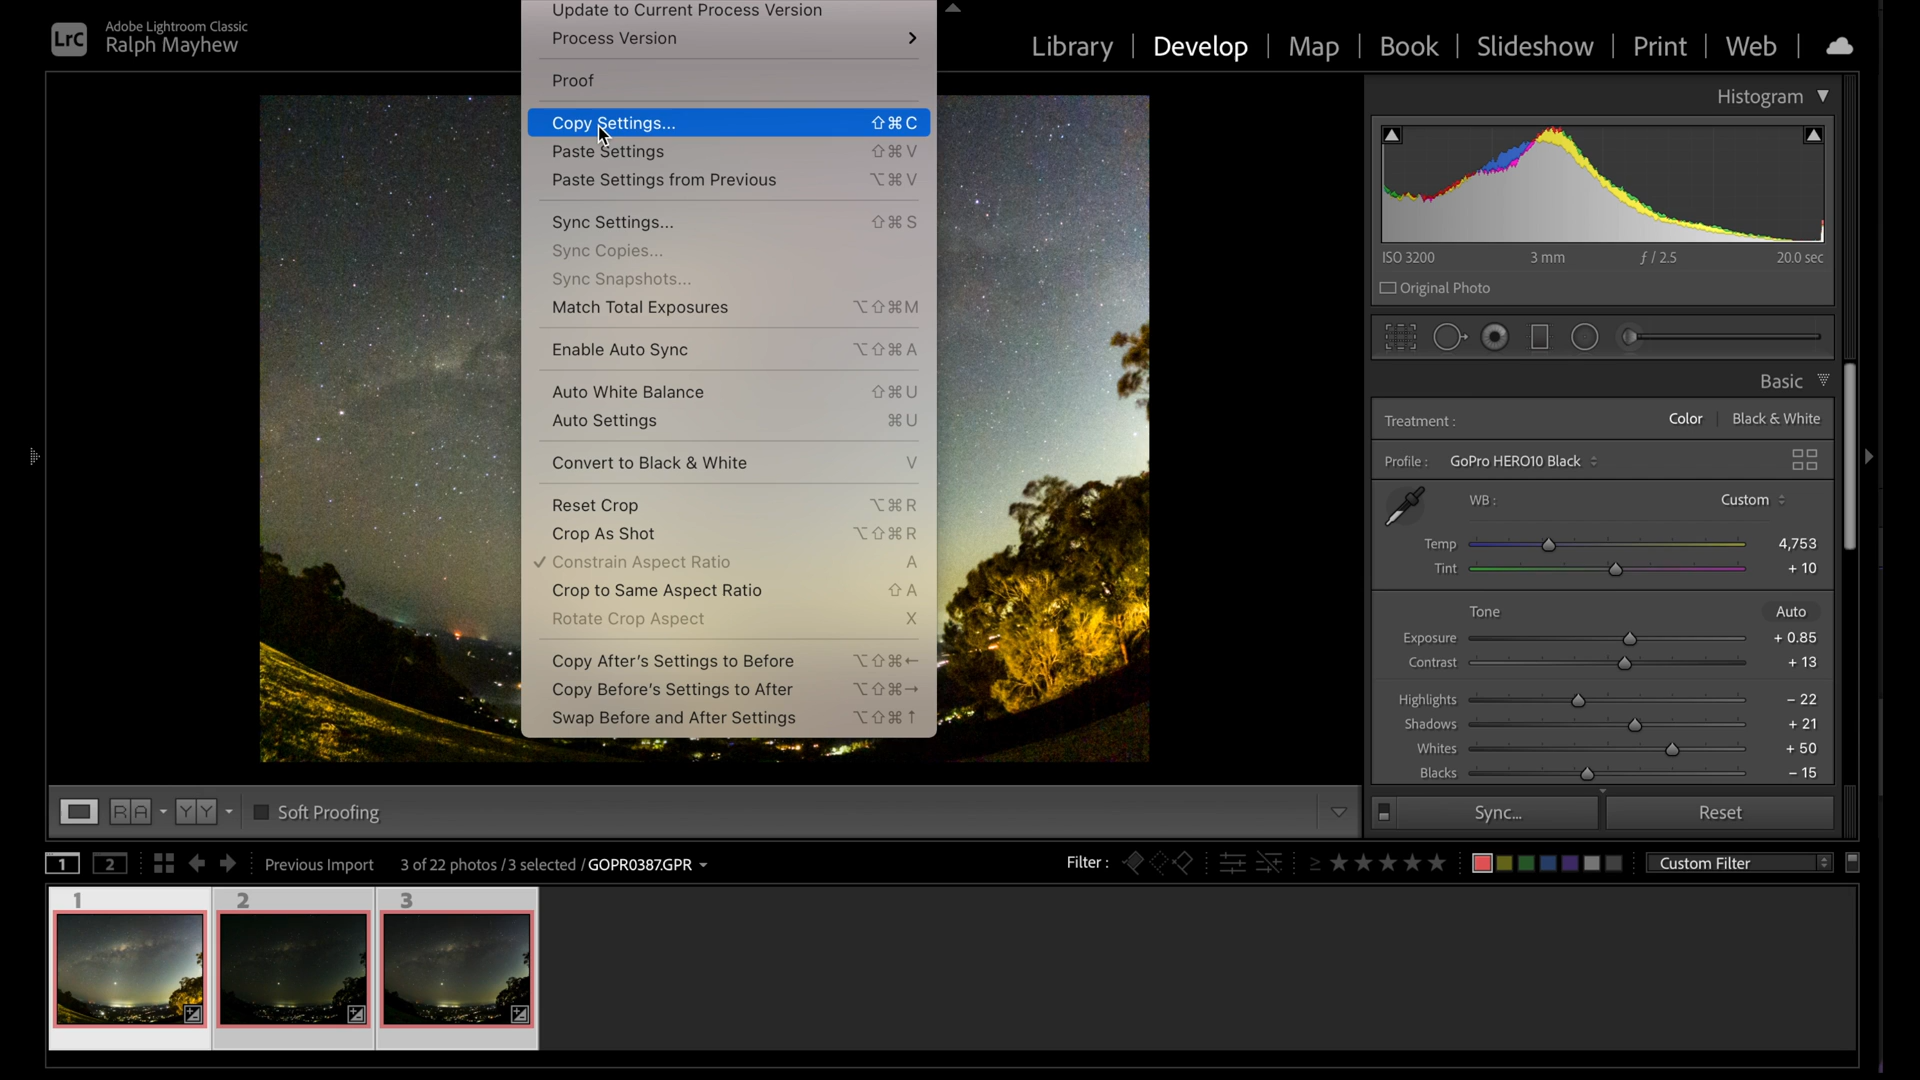 LrC
Adobe Lightroom Classic
Ralph Mayhew
Library | Develop | Map | Book | Slideshow | Print | Web |
Update to Current Process Version
Process Version
Proof
Copy Settings... ⇧⌘C
Paste Settings ⇧⌘V
Paste Settings from Previous ⌥⌘V
Sync Settings... ⇧⌘S
Sync Copies...
Sync Snapshots...
Match Total Exposures ⌥⇧⌘M
Enable Auto Sync ⌥⇧⌘A
Auto White Balance ⇧⌘U
Auto Settings ⌘U
Convert to Black & White V
Reset Crop ⌥⌘R
Crop As Shot ⌥⇧⌘R
✓ Constrain Aspect Ratio A
Crop to Same Aspect Ratio ⇧A
Rotate Crop Aspect X
Copy After's Settings to Before ⌥⇧⌘←
Copy Before's Settings to After ⌥⇧⌘→
Swap Before and After Settings ⌥⇧⌘↑
Histogram
ISO 3200 3 mm ƒ / 2.5 20.0 sec
Original Photo
Basic
Treatment : Color | Black & White
Profile : GoPro HERO10 Black
WB : Custom
Temp 4,753
Tint + 10
Tone Auto
Exposure + 0.85
Contrast + 13
Highlights – 22
Shadows + 21
Whites + 50
Blacks – 15
Sync... Reset
R A Y Y Soft Proofing
1 2 Previous Import 3 of 22 photos / 3 selected / GOPR0387.GPR Filter : ≥ ★★★★★ Custom Filter
1 2 3